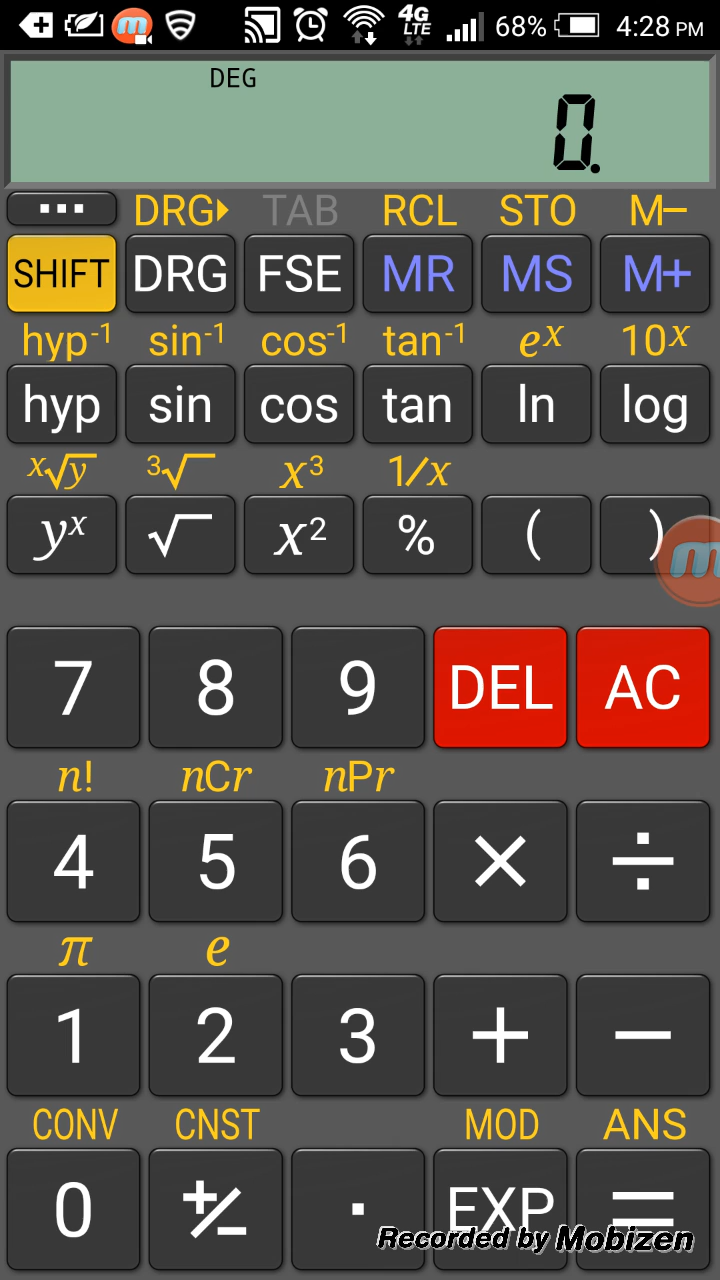 68% 4G LTE 4:28 PM
DEG
0.
... DRG▸ TAB RCL STO M−
SHIFT DRG FSE MR MS M+
hyp⁻¹ sin⁻¹ cos⁻¹ tan⁻¹ eˣ 10ˣ
hyp sin cos tan ln log
ˣ√y ³√ x³ 1/x
yˣ √ x² % ( )
m
7 8 9 DEL AC
n! nCr nPr
4 5 6 × ÷
π e
1 2 3 + −
CONV CNST MOD ANS
0 +/− . EXP =
Recorded by Mobizen